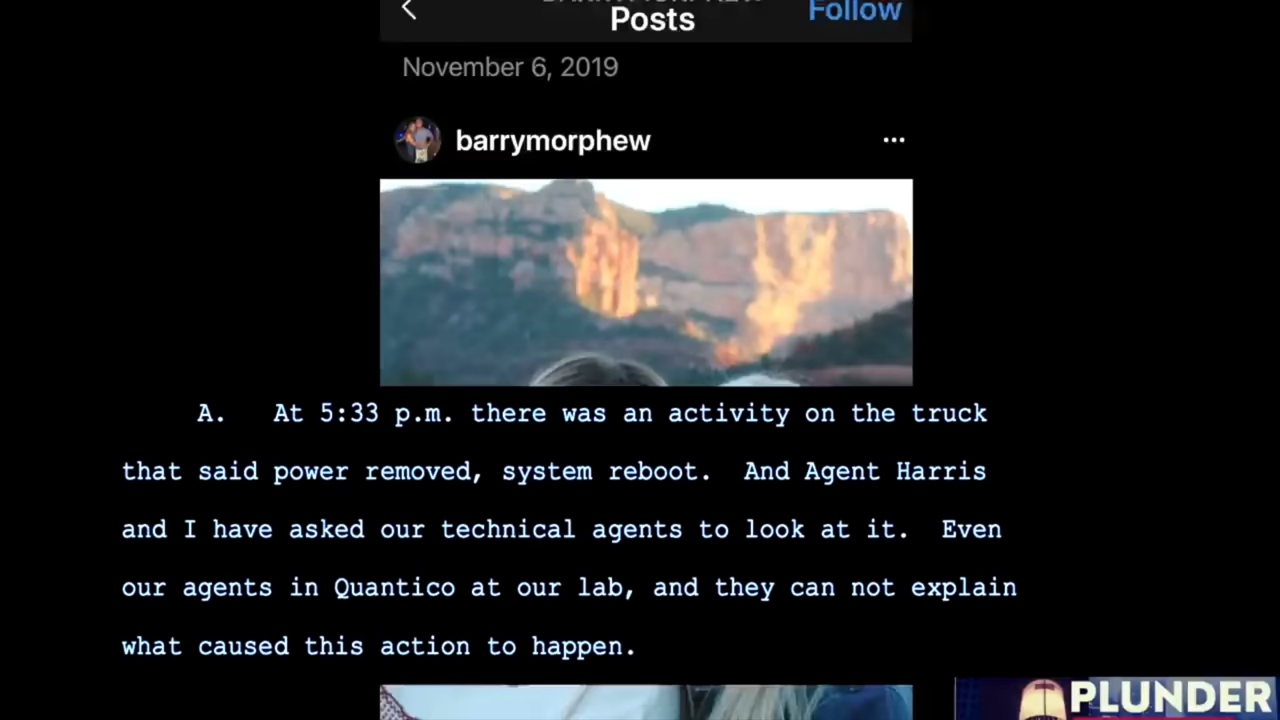 Posts
Follow
November 6, 2019
barrymorphew
A. At 5:33 p.m. there was an activity on the truck
that said power removed, system reboot. And Agent Harris
and I have asked our technical agents to look at it. Even
our agents in Quantico at our lab, and they can not explain
what caused this action to happen.
PLUNDER